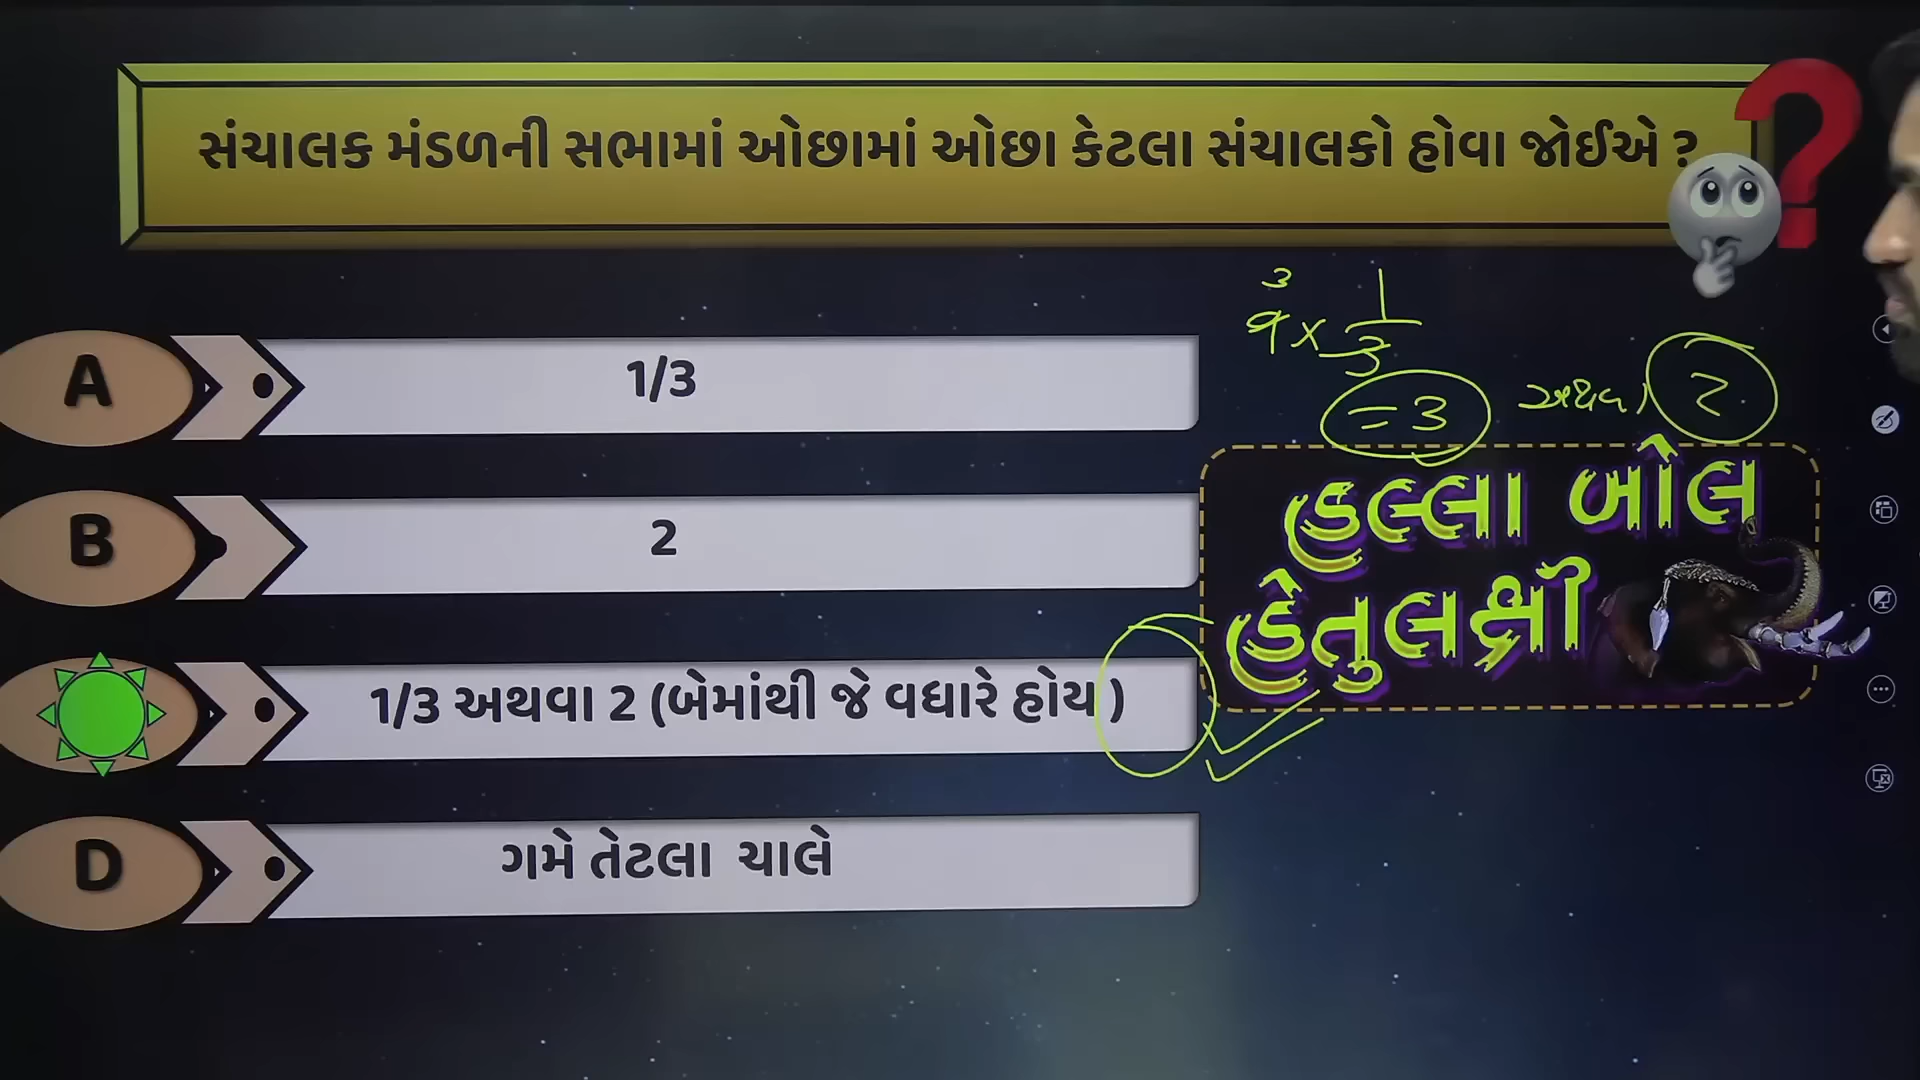 સંચાલક મંડળની સભામાં ઓછામાં ઓછા કેટલા સંચાલકો હોવા જોઈએ ?
A
1/3
B
2
1/3 અથવા 2 (બેમાંથી જે વધારે હોય )
D
ગમે તેટલા ચાલે
3
9 × 1/3
= 3 અથવા 2
હલ્લા બોલ
હેતુલક્ષી